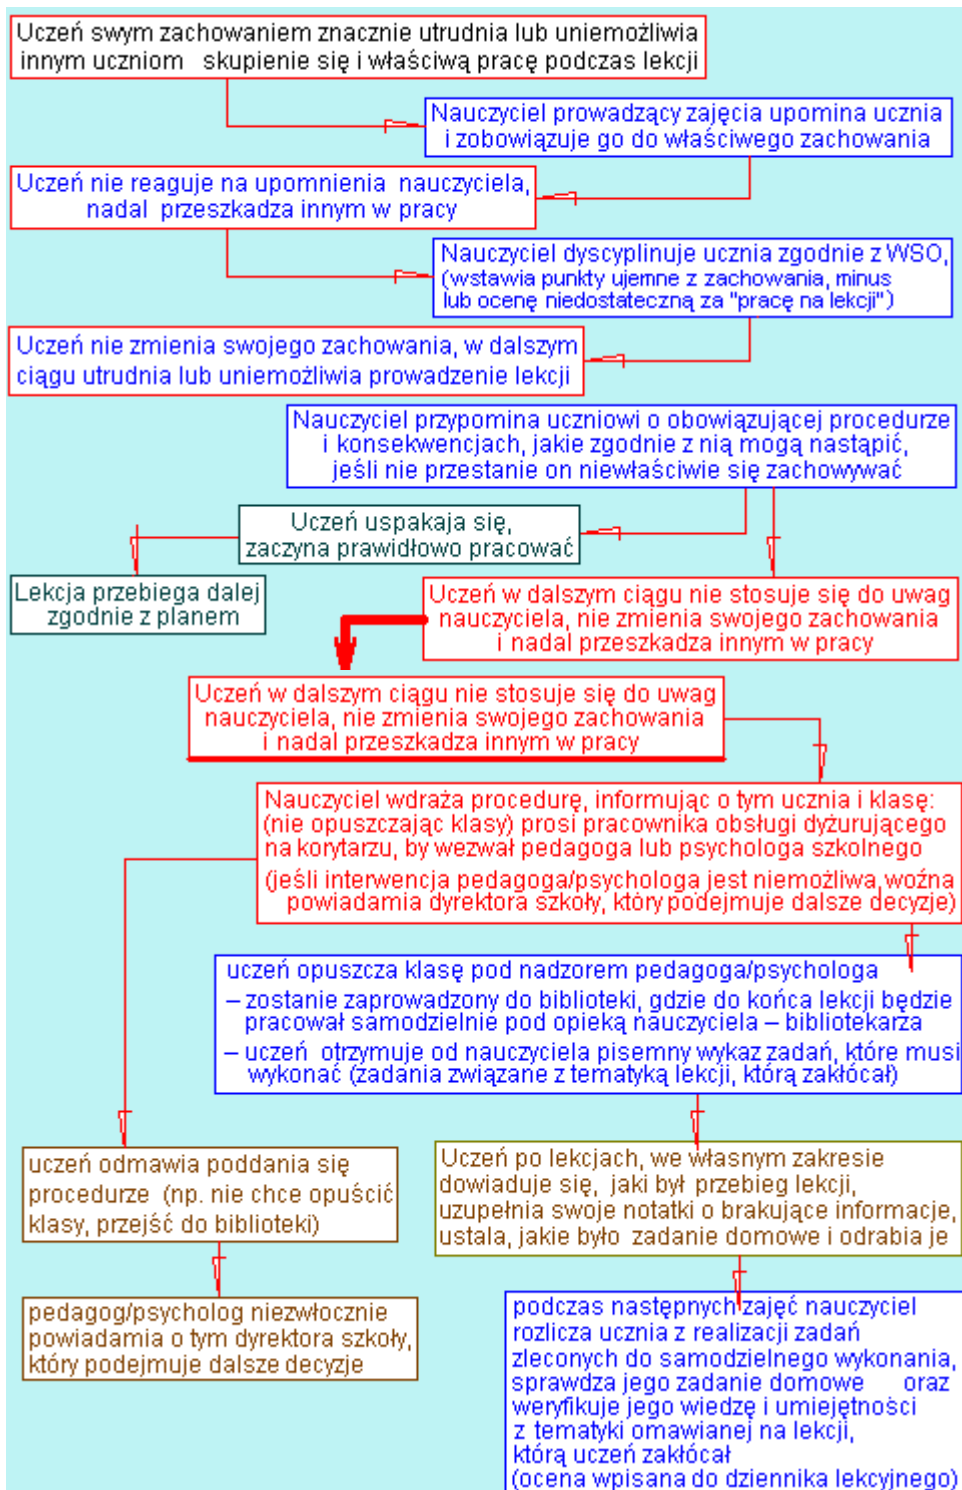 Uczeń swym zachowaniem znacznie utrudnia lub uniemożliwia
innym uczniom skupienie się i właściwą pracę podczas lekcji
Nauczyciel prowadzący zajęcia upomina ucznia
i zobowiązuje go do właściwego zachowania
Uczeń nie reaguje na upomnienia nauczyciela,
nadal przeszkadza innym w pracy
Nauczyciel dyscyplinuje ucznia zgodnie z WSO,
(wstawia punkty ujemne z zachowania, minus
lub ocenę niedostateczną za "pracę na lekcji")
Uczeń nie zmienia swojego zachowania, w dalszym
ciągu utrudnia lub uniemożliwia prowadzenie lekcji
Nauczyciel przypomina uczniowi o obowiązującej procedurze
i konsekwencjach, jakie zgodnie z nią mogą nastąpić,
jeśli nie przestanie on niewłaściwie się zachowywać
Uczeń uspakaja się,
zaczyna prawidłowo pracować
Lekcja przebiega dalej
zgodnie z planem
Uczeń w dalszym ciągu nie stosuje się do uwag
nauczyciela, nie zmienia swojego zachowania
i nadal przeszkadza innym w pracy
Uczeń w dalszym ciągu nie stosuje się do uwag
nauczyciela, nie zmienia swojego zachowania
i nadal przeszkadza innym w pracy
Nauczyciel wdraża procedurę, informując o tym ucznia i klasę:
(nie opuszczając klasy) prosi pracownika obsługi dyżurującego
na korytarzu, by wezwał pedagoga lub psychologa szkolnego
(jeśli interwencja pedagoga/psychologa jest niemożliwa, woźna
powiadamia dyrektora szkoły, który podejmuje dalsze decyzje)
uczeń opuszcza klasę pod nadzorem pedagoga/psychologa
– zostanie zaprowadzony do biblioteki, gdzie do końca lekcji będzie
pracował samodzielnie pod opieką nauczyciela – bibliotekarza
– uczeń otrzymuje od nauczyciela pisemny wykaz zadań, które musi
wykonać (zadania związane z tematyką lekcji, którą zakłócał)
uczeń odmawia poddania się
procedurze (np. nie chce opuścić
klasy, przejść do biblioteki)
Uczeń po lekcjach, we własnym zakresie
dowiaduje się, jaki był przebieg lekcji,
uzupełnia swoje notatki o brakujące informacje,
ustala, jakie było zadanie domowe i odrabia je
pedagog/psycholog niezwłocznie
powiadamia o tym dyrektora szkoły,
który podejmuje dalsze decyzje
podczas następnych zajęć nauczyciel
rozlicza ucznia z realizacji zadań
zleconych do samodzielnego wykonania,
sprawdza jego zadanie domowe oraz
weryfikuje jego wiedzę i umiejętności
z tematyki omawianej na lekcji,
którą uczeń zakłócał
(ocena wpisana do dziennika lekcyjnego)